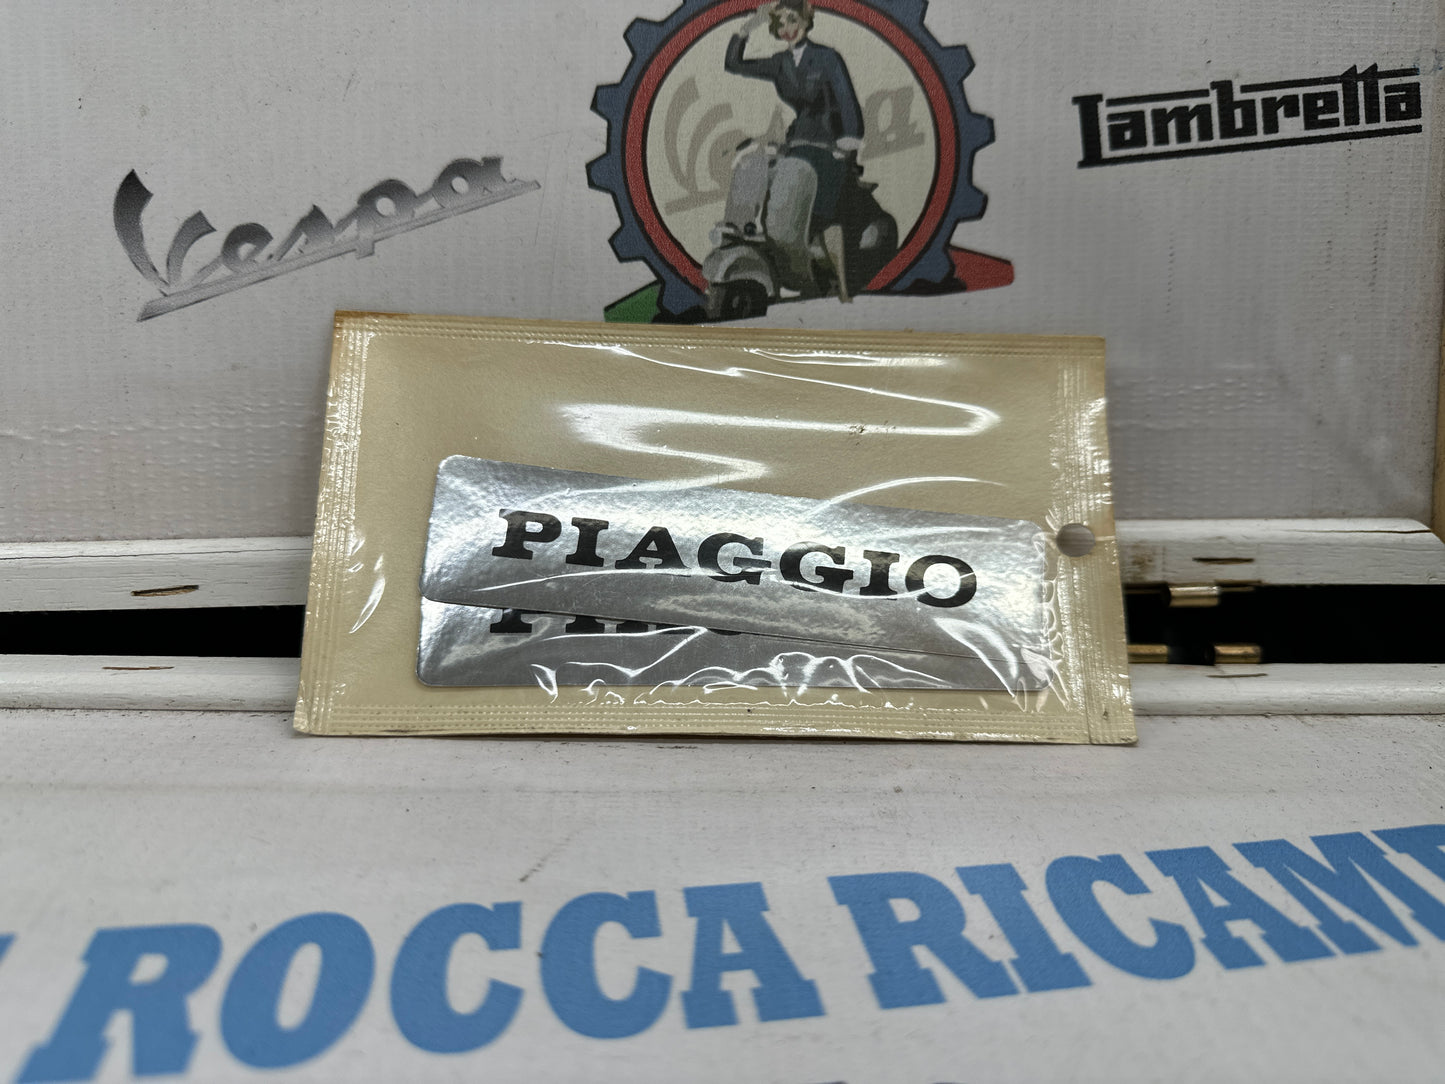 Vespa
Lambretta
PIAGGIO
ROCCA RICAM